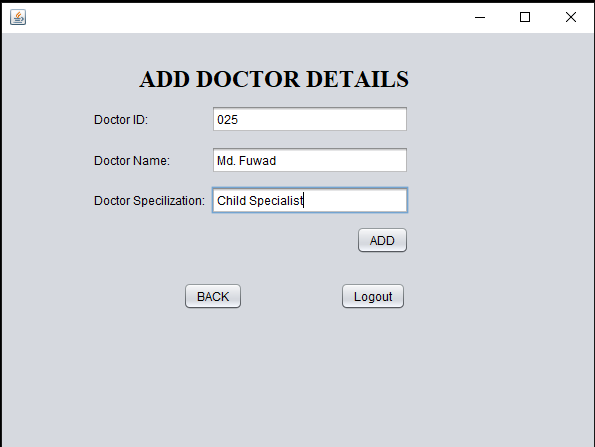 ADD DOCTOR DETAILS
Doctor ID: 025
Doctor Name: Md. Fuwad
Doctor Specilization: Child Specialist
ADD
BACK Logout